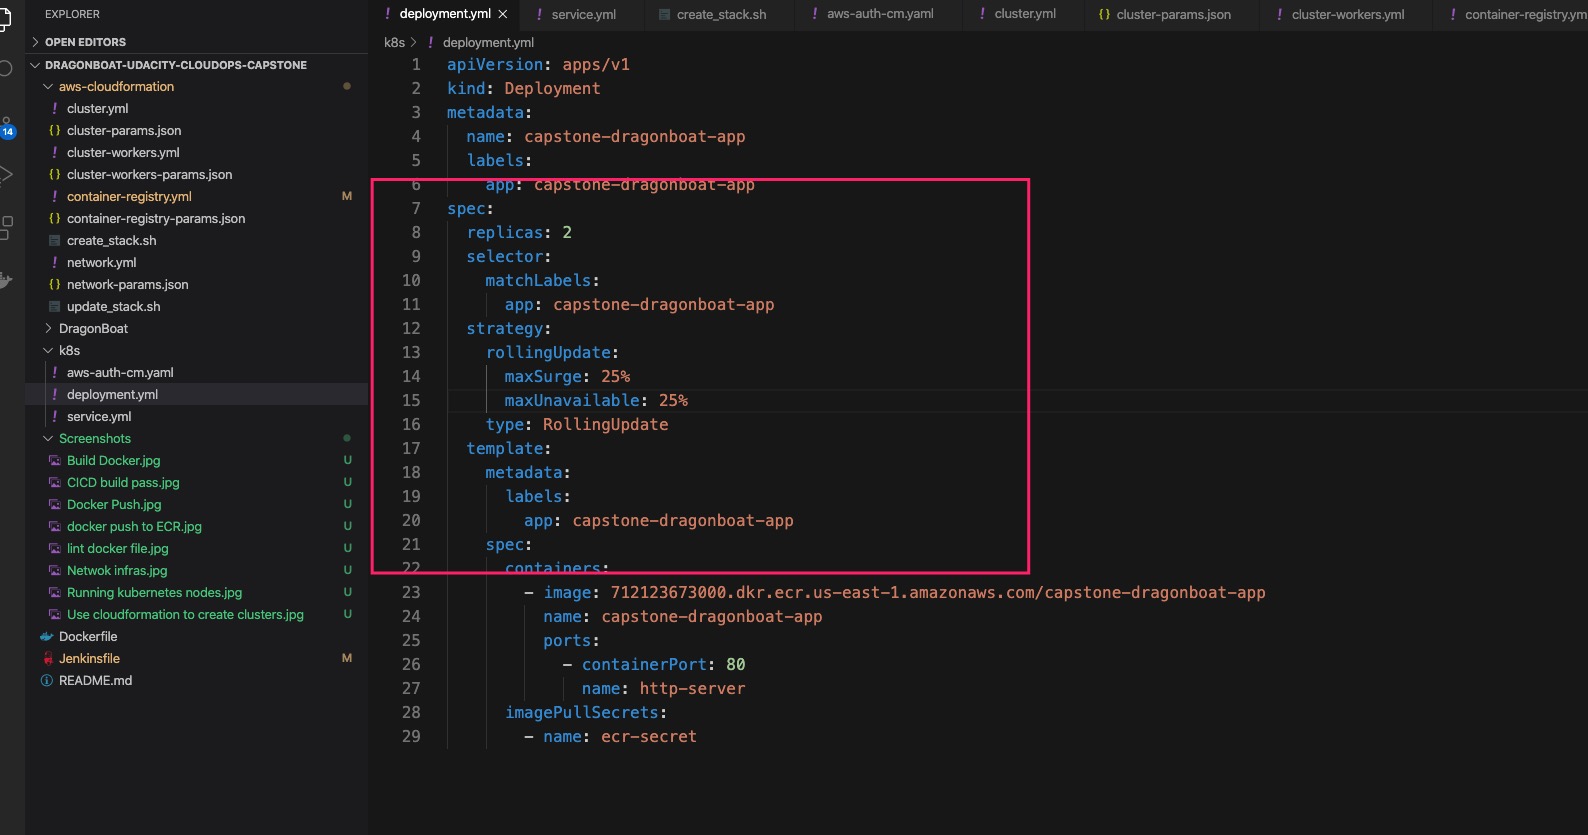 EXPLORER
OPEN EDITORS
DRAGONBOAT-UDACITY-CLOUDOPS-CAPSTONE
aws-cloudformation
! cluster.yml
{} cluster-params.json
! cluster-workers.yml
{} cluster-workers-params.json
! container-registry.yml M
{} container-registry-params.json
create_stack.sh
! network.yml
{} network-params.json
update_stack.sh
DragonBoat
k8s
! aws-auth-cm.yaml
! deployment.yml
! service.yml
Screenshots
Build Docker.jpg U
CICD build pass.jpg U
Docker Push.jpg U
docker push to ECR.jpg U
lint docker file.jpg U
Netwok infras.jpg U
Running kubernetes nodes.jpg U
Use cloudformation to create clusters.jpg U
Dockerfile
Jenkinsfile M
README.md
14
! deployment.yml ! service.yml create_stack.sh ! aws-auth-cm.yaml ! cluster.yml {} cluster-params.json ! cluster-workers.yml ! container-registry.ym
k8s > ! deployment.yml
1 apiVersion: apps/v1
2 kind: Deployment
3 metadata:
4 name: capstone-dragonboat-app
5 labels:
6 app: capstone-dragonboat-app
7 spec:
8 replicas: 2
9 selector:
10 matchLabels:
11 app: capstone-dragonboat-app
12 strategy:
13 rollingUpdate:
14 maxSurge: 25%
15 maxUnavailable: 25%
16 type: RollingUpdate
17 template:
18 metadata:
19 labels:
20 app: capstone-dragonboat-app
21 spec:
22 containers:
23 - image: 712123673000.dkr.ecr.us-east-1.amazonaws.com/capstone-dragonboat-app
24 name: capstone-dragonboat-app
25 ports:
26 - containerPort: 80
27 name: http-server
28 imagePullSecrets:
29 - name: ecr-secret